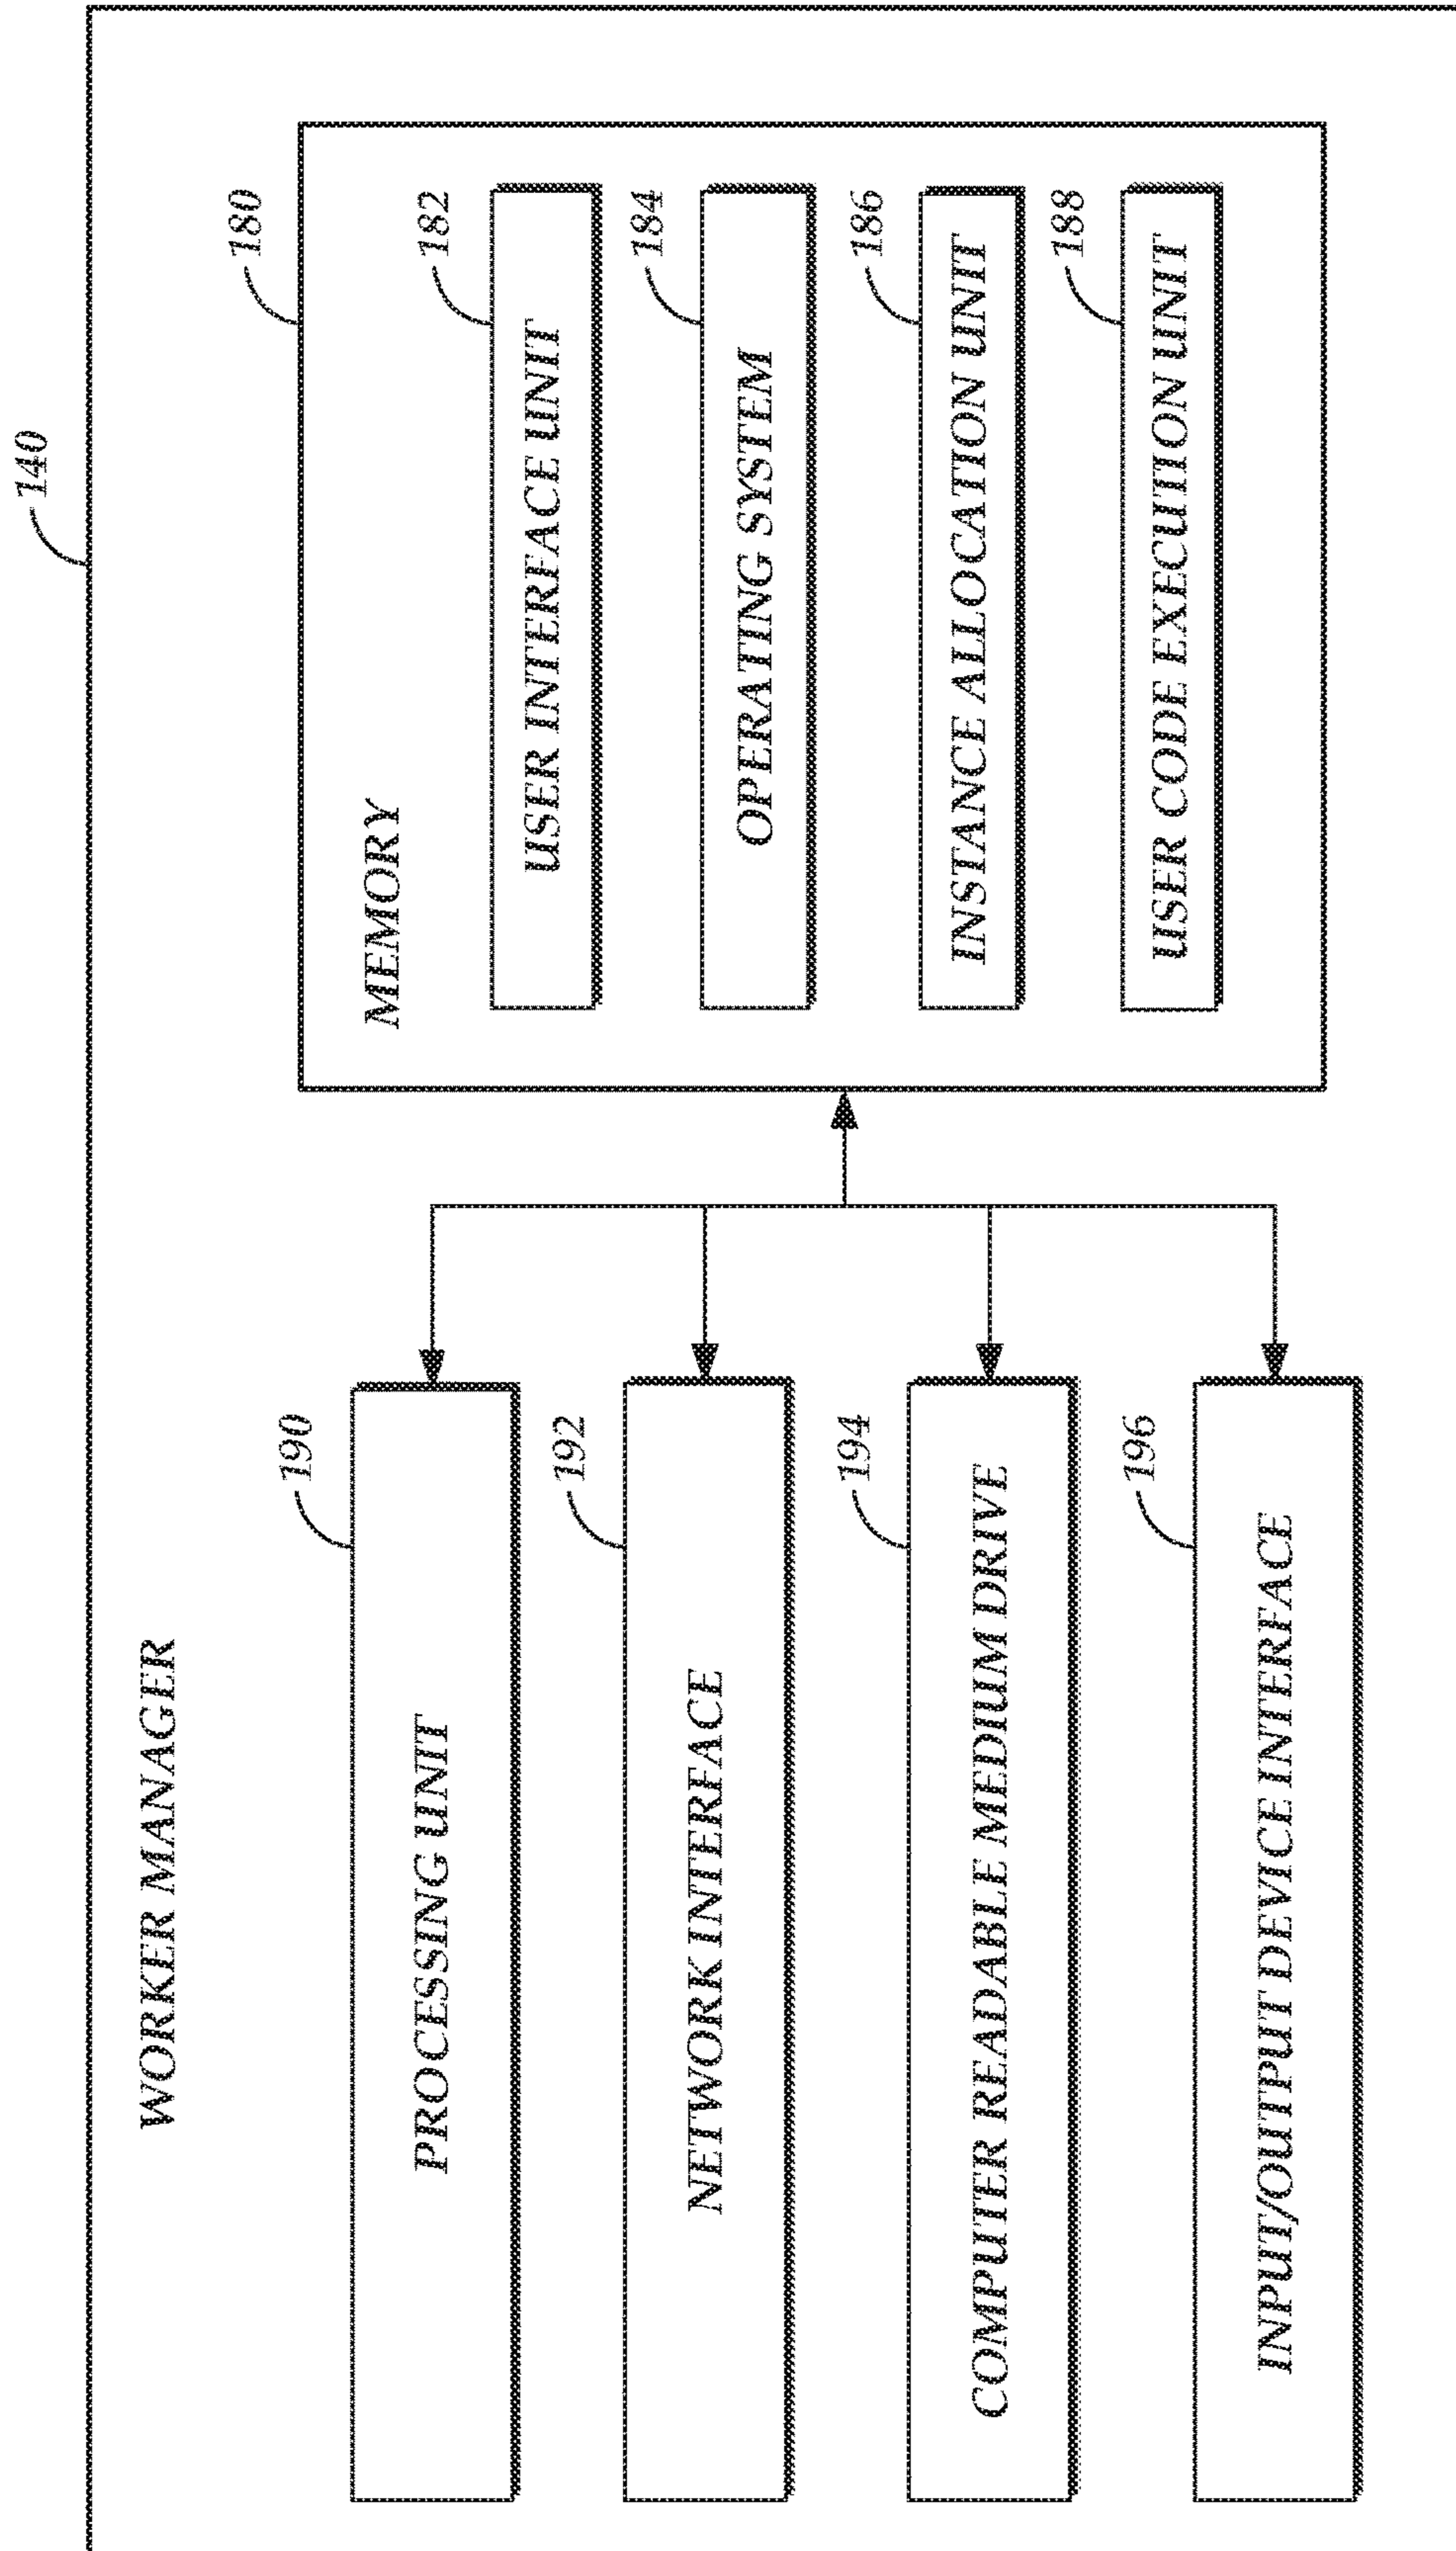 140
WORKER MANAGER
190
PROCESSING UNIT
192
NETWORK INTERFACE
194
COMPUTER READABLE MEDIUM DRIVE
196
INPUT/OUTPUT DEVICE INTERFACE
180
MEMORY
182
USER INTERFACE UNIT
184
OPERATING SYSTEM
186
INSTANCE ALLOCATION UNIT
188
USER CODE EXECUTION UNIT